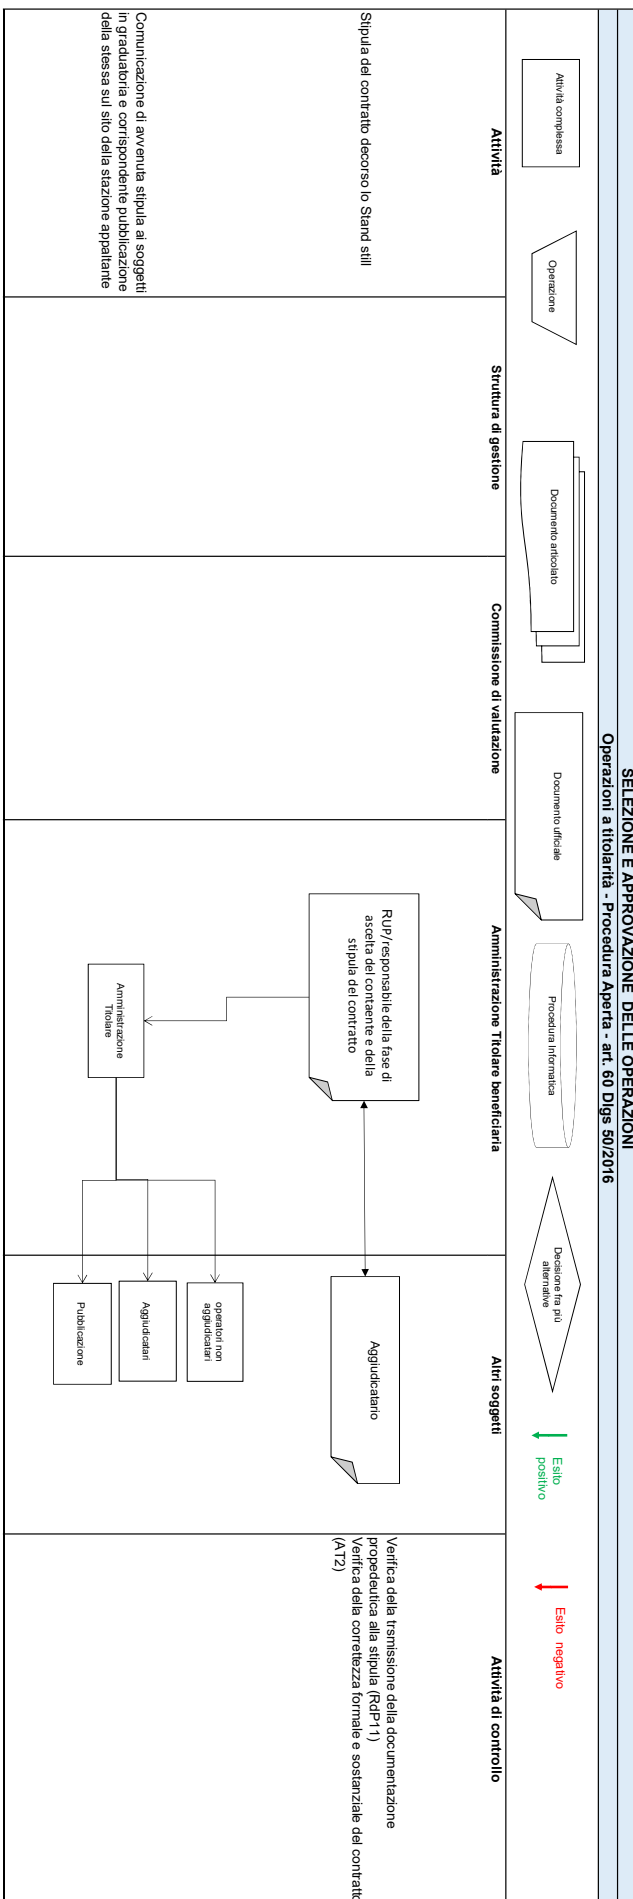 SELEZIONE E APPROVAZIONE DELLE OPERAZIONI
Operazioni a titolarità - Procedura Aperta - art. 60 Dlgs 50/2016
Attività complessa
Operazione
Documento articolato
Documento ufficiale
Procedura Informatica
Decisione fra più
alternative
Esito
positivo
Esito negativo
Attività
Struttura di gestione
Commissione di valutazione
Amministrazione Titolare beneficiaria
Altri soggetti
Attività di controllo
Stipula del contratto decorso lo Stand still
RUP/responsabile della fase di
ascelta del contaente e della
stipula del contratto
Aggiudicatario
Verifica della trsmissione della documentazione
propedeutica alla stipula (RdP11)
Verifica della correttezza formale e sostanziale del contratto
(AT2)
Comunicazione di avvenuta stipula ai soggetti
in graduatoria e corrispondente pubblicazione
della stessa sul sito della stazione appaltante
Amministrazione
Titolare
operatori non
aggiudicatari
Aggiudicatari
Pubblicazione